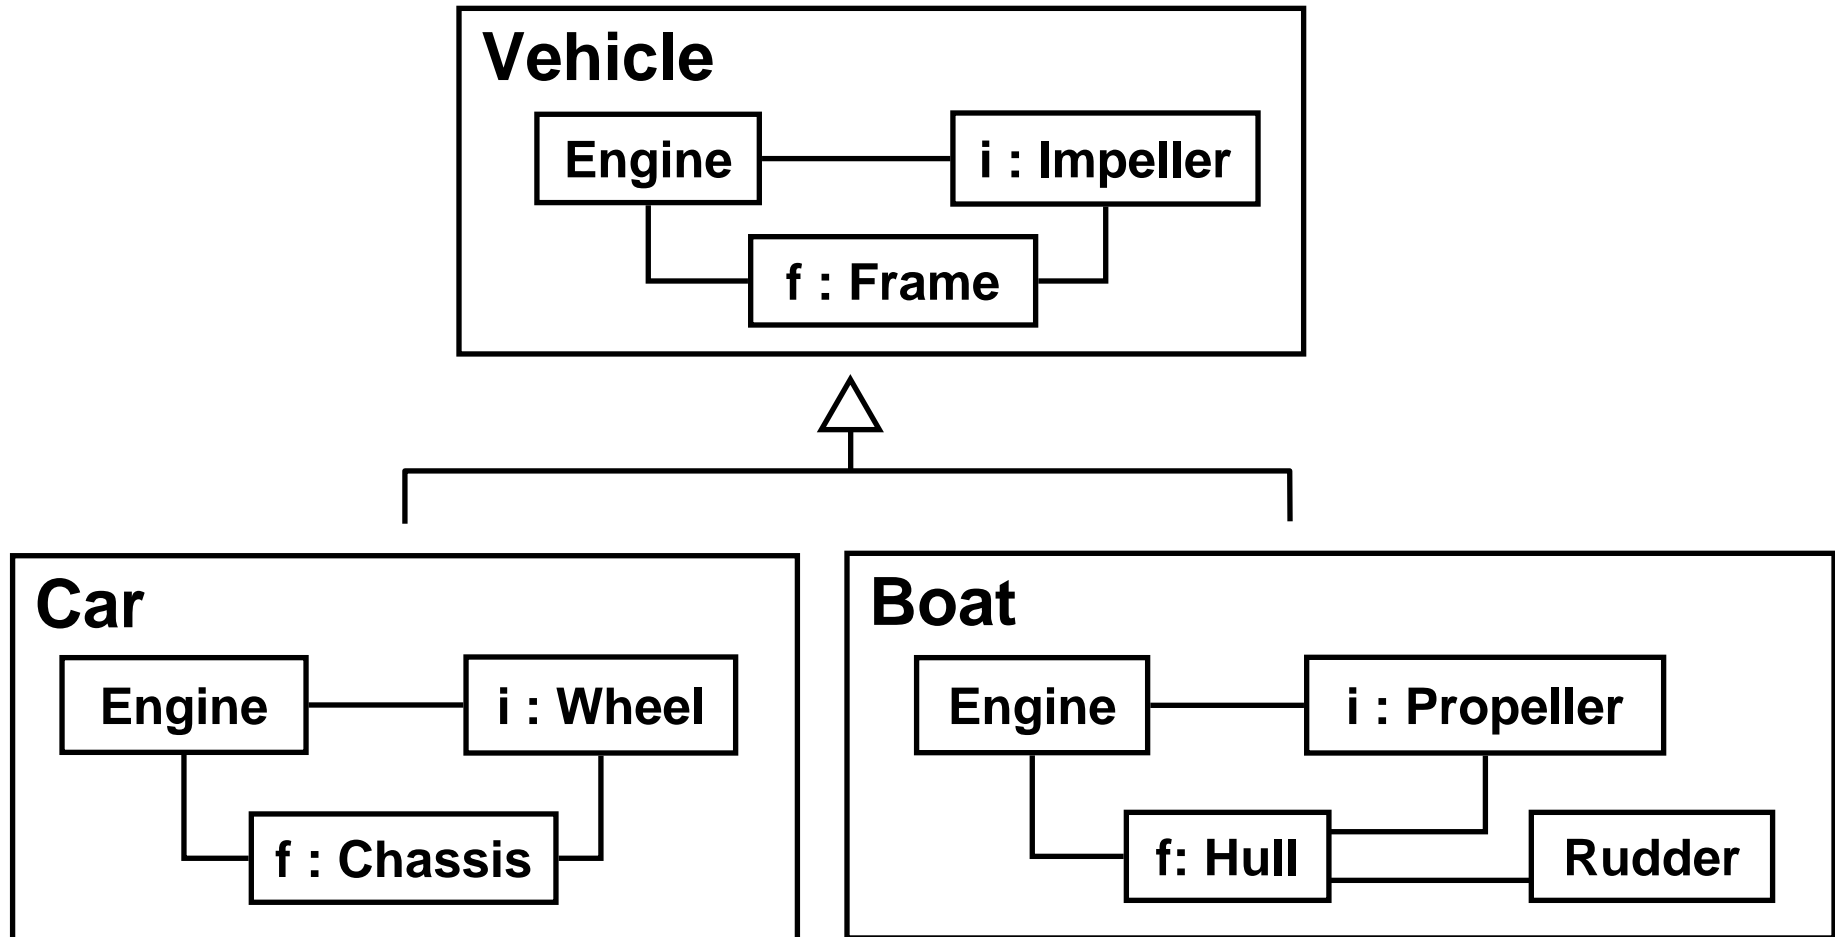 Vehicle
Engine
i : Impeller
f : Frame
Car
Engine
i : Wheel
f : Chassis
Boat
Engine
i : Propeller
f: Hull
Rudder